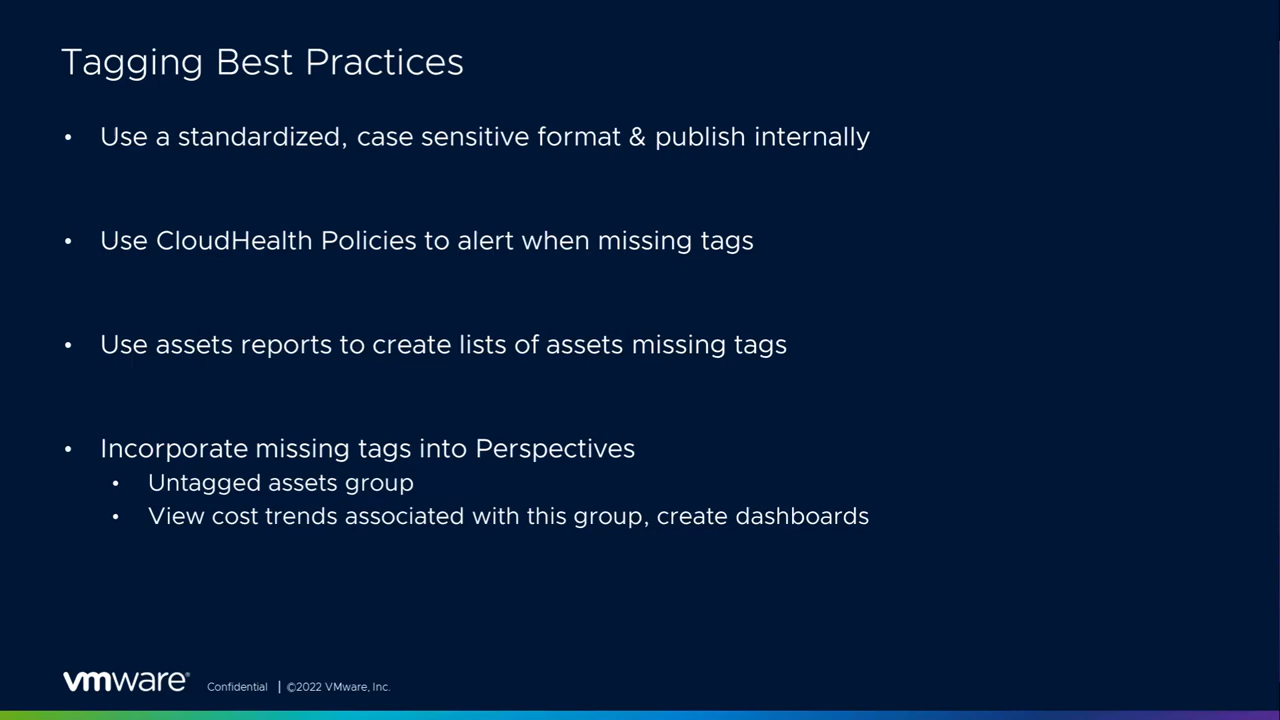 Tagging Best Practices
• Use a standardized, case sensitive format & publish internally
• Use CloudHealth Policies to alert when missing tags
• Use assets reports to create lists of assets missing tags
• Incorporate missing tags into Perspectives
• Untagged assets group
• View cost trends associated with this group, create dashboards
vmware® Confidential | ©2022 VMware, Inc.